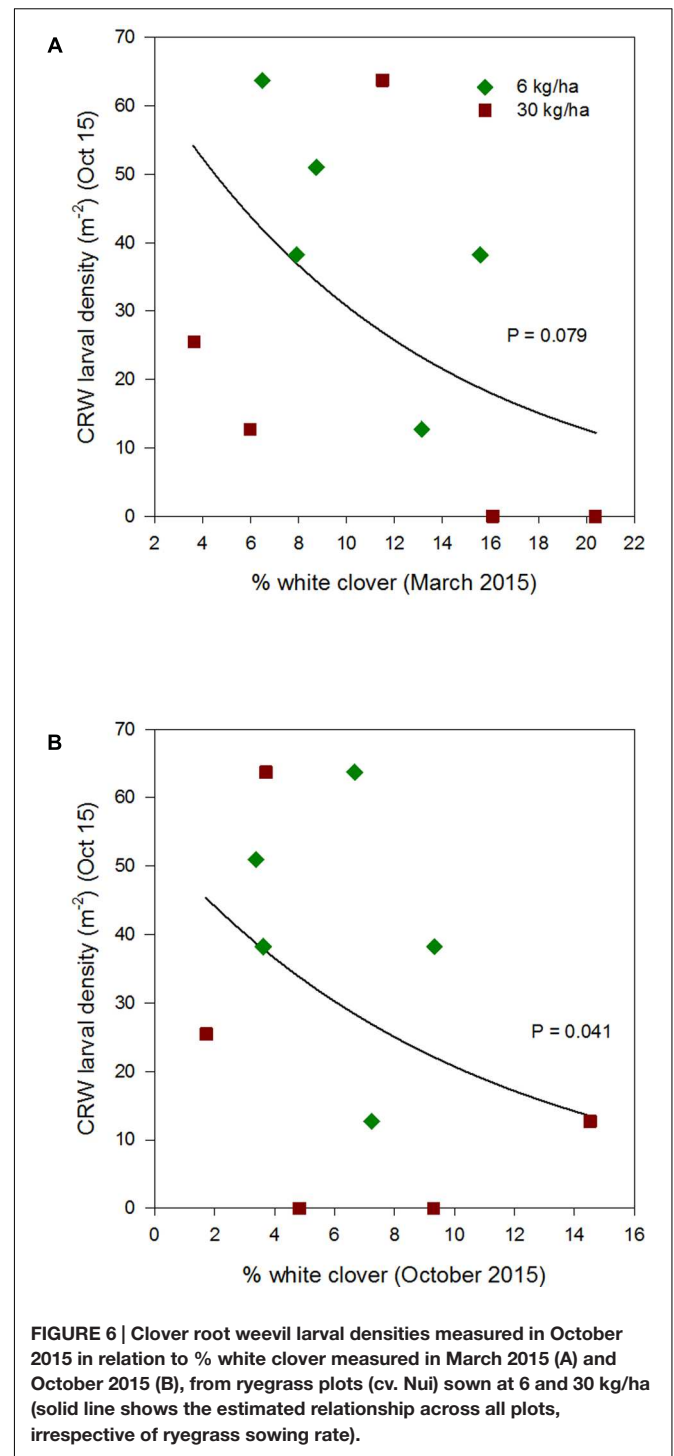 A
CRW larval density (m⁻²) (Oct 15)
70
60
50
40
30
20
10
0
6 kg/ha
30 kg/ha
P = 0.079
2 4 6 8 10 12 14 16 18 20 22
% white clover (March 2015)
B
CRW larval density (m⁻²) (Oct 15)
70
60
50
40
30
20
10
0
P = 0.041
0 2 4 6 8 10 12 14 16
% white clover (October 2015)
FIGURE 6 | Clover root weevil larval densities measured in October
2015 in relation to % white clover measured in March 2015 (A) and
October 2015 (B), from ryegrass plots (cv. Nui) sown at 6 and 30 kg/ha
(solid line shows the estimated relationship across all plots,
irrespective of ryegrass sowing rate).